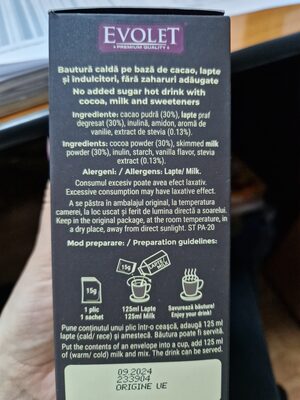 EVOLET
PREMIUM QUALITY
Bautură caldă pe bază de cacao, lapte
și îndulcitori, fără zaharuri adăugate
No added sugar hot drink with
cocoa, milk and sweeteners
Ingrediente: cacao pudră (30%), lapte praf
degresat (30%), inulină, amidon, aromă de
vanilie, extract de stevia (0.13%).
Ingredients: cocoa powder (30%), skimmed milk
powder (30%), inulin, starch, vanilla flavor, stevia
extract (0.13%).
Alergeni: / Allergens: Lapte/ Milk.
Consumul excesiv poate avea efect laxativ.
Excessive consumption may have laxative effect.
A se păstra în ambalajul original, la temperatura
camerei, la loc uscat și ferit de lumina directă a soarelui.
Keep in the original package, at the room temperature, in
a dry place, away from direct sunlight. ST PA-20
Mod preparare: / Preparation guidelines:
15g
LAPTE
MILK
15g
1 plic
1 sachet
125ml Lapte
125ml Milk
Savurează băutura!
Enjoy your drink!
Pune conținutul unui plic într-o ceașcă, adaugă 125 ml
lapte (cald/ rece) și amestecă. Băutura poate fi servită.
Put the contents of an envelope into a cup, add 125 ml
of (warm/ cold) milk and mix. The drink can be served.
09.2024
233904
ORIGINE UE